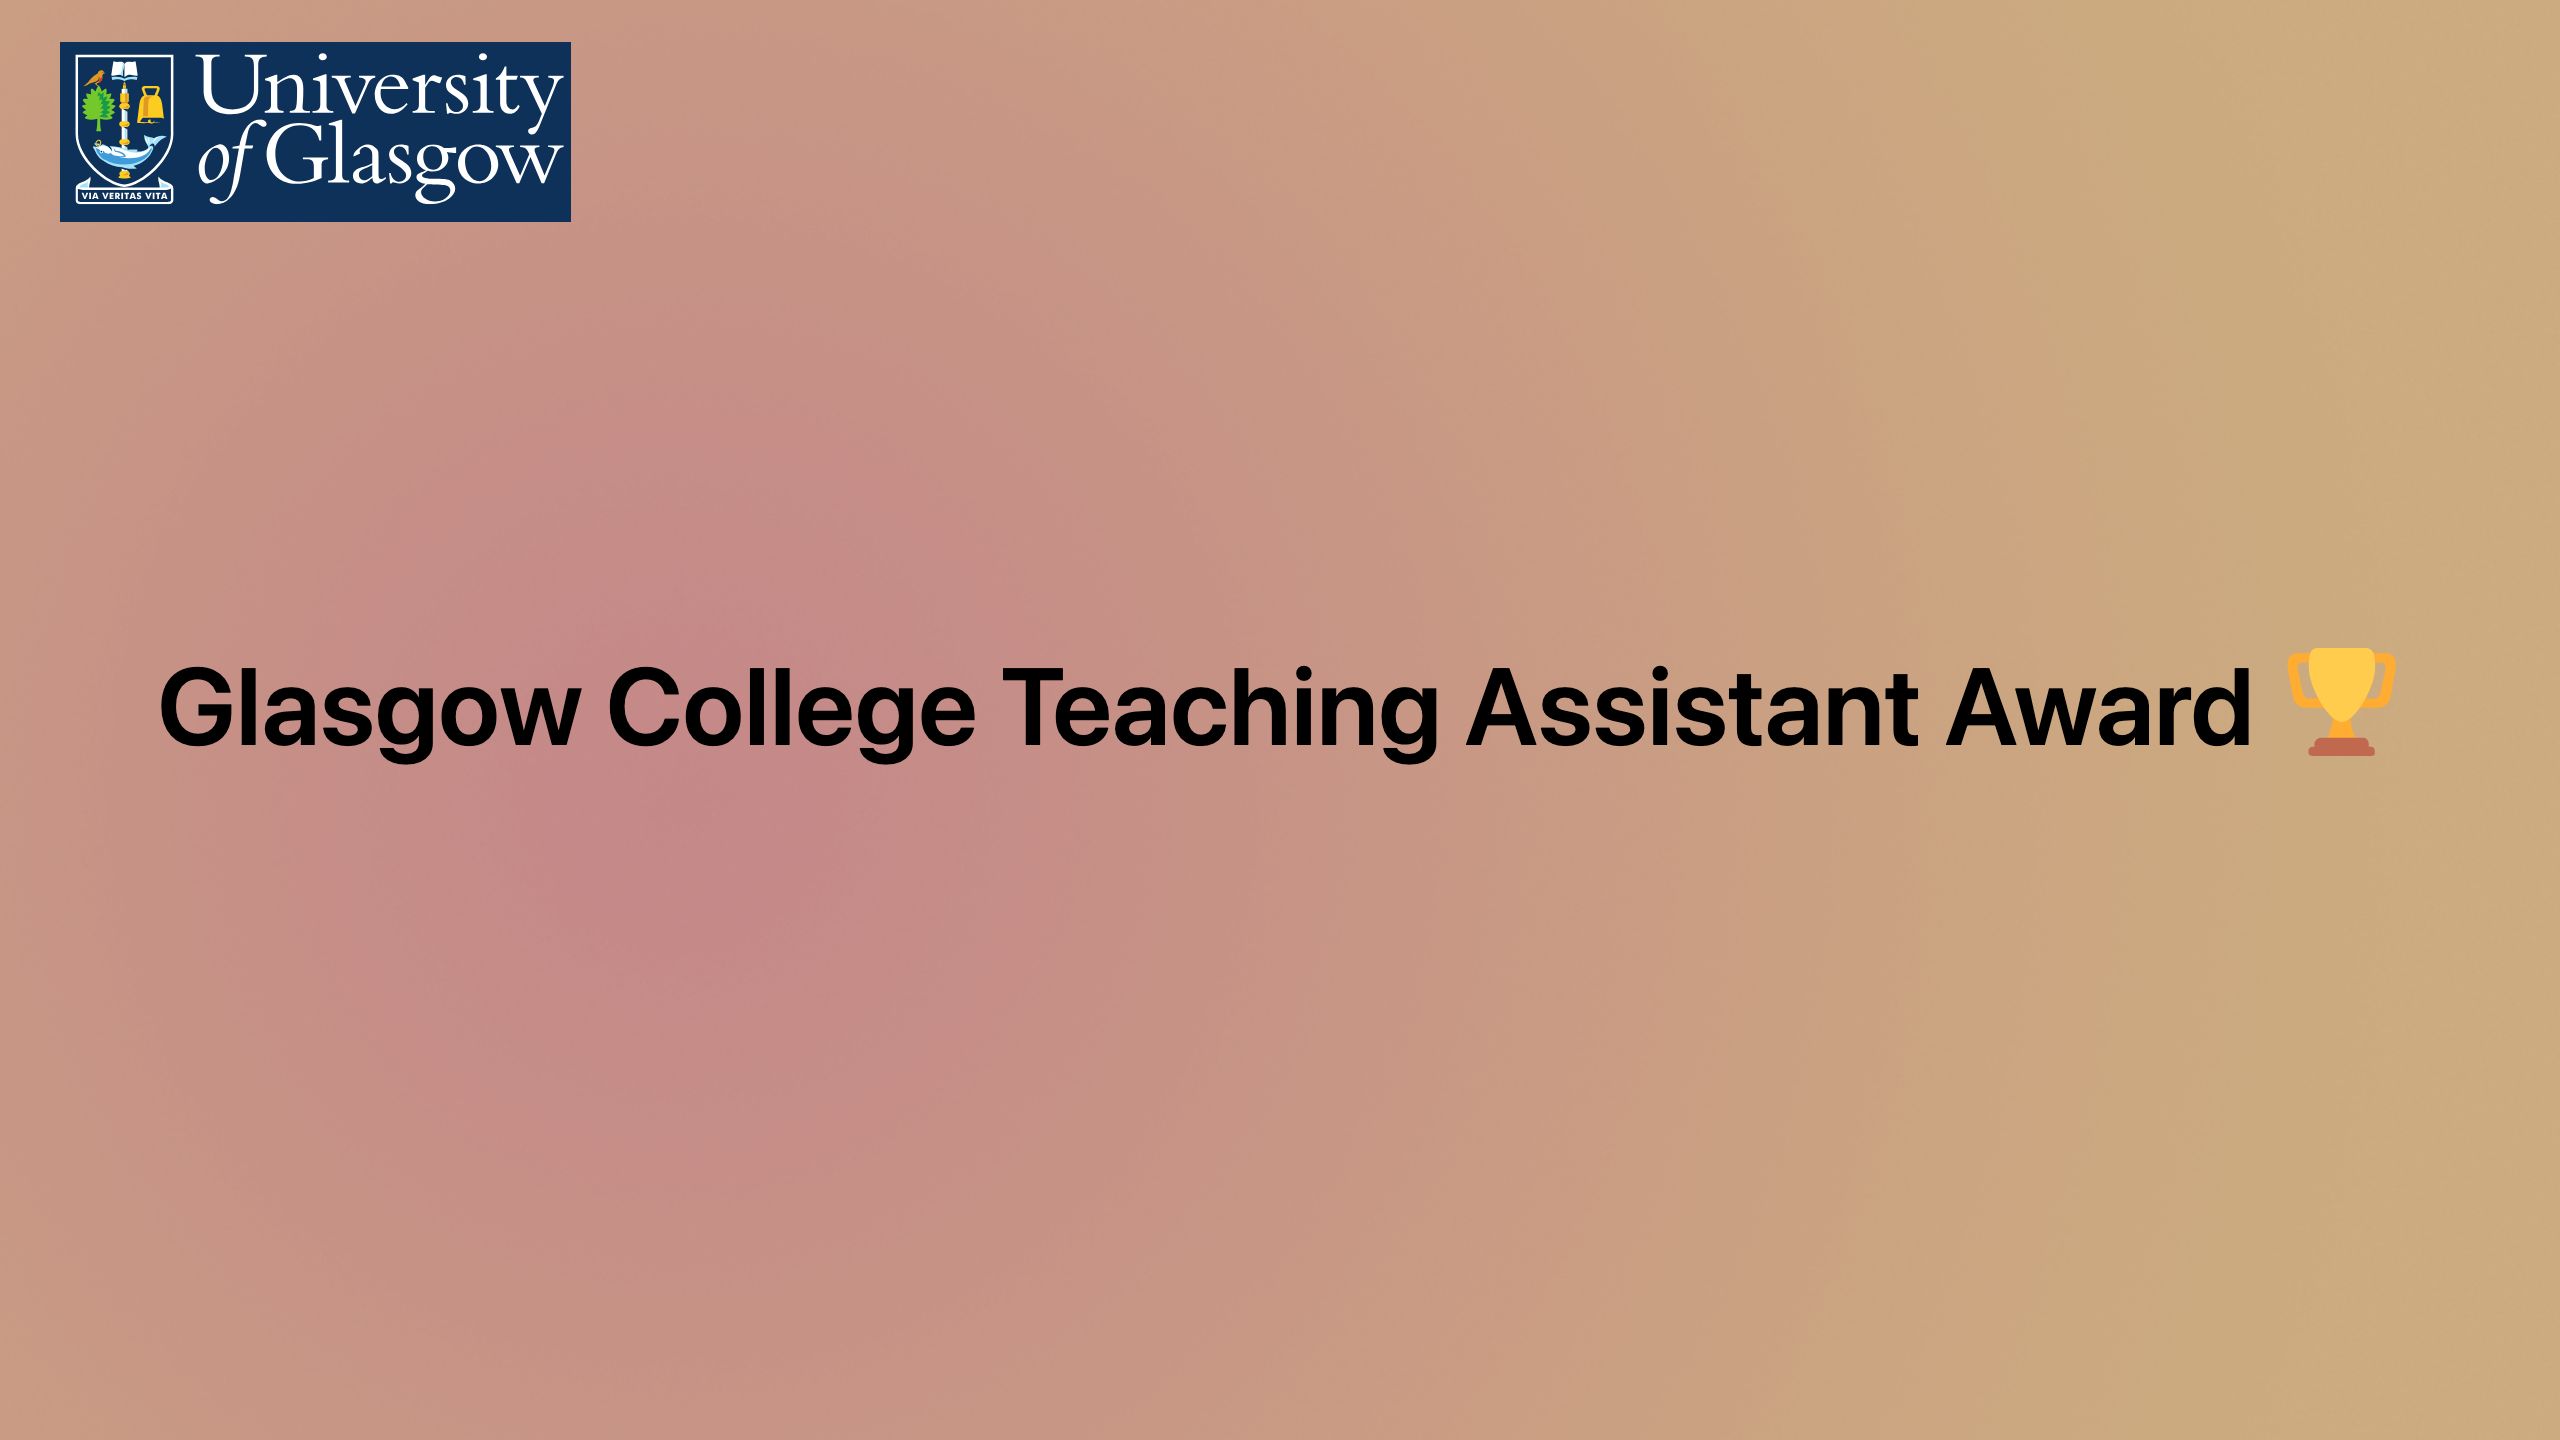 University
of Glasgow
VIA VERITAS VITA
Glasgow College Teaching Assistant Award 🏆